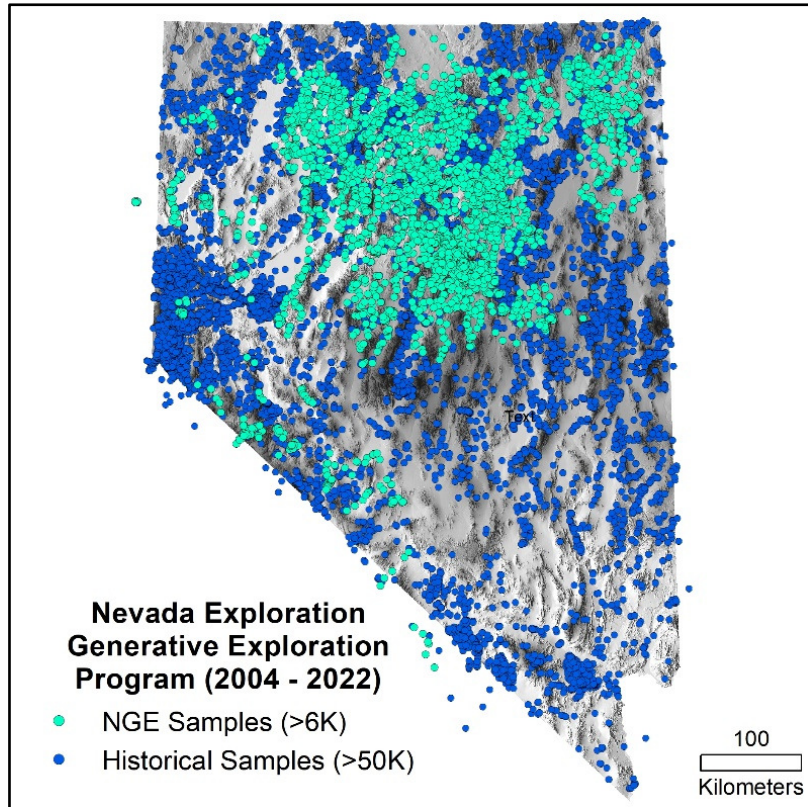 Text
Nevada Exploration
Generative Exploration
Program (2004 - 2022)
NGE Samples (>6K)
Historical Samples (>50K)
100
Kilometers